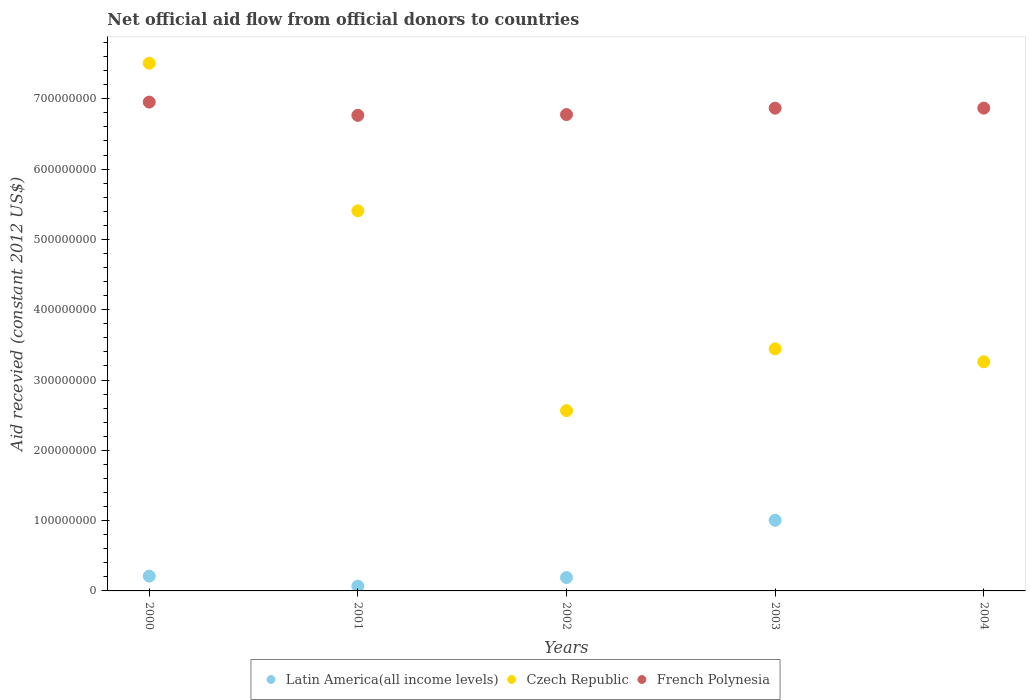 Net official aid flow from official donors to countries
Aid recevied (constant 2012 US$)
700000000
600000000
500000000
400000000
300000000
200000000
100000000
0
2000
2001
2002
2003
2004
Years
Latin America(all income levels)
Czech Republic
French Polynesia